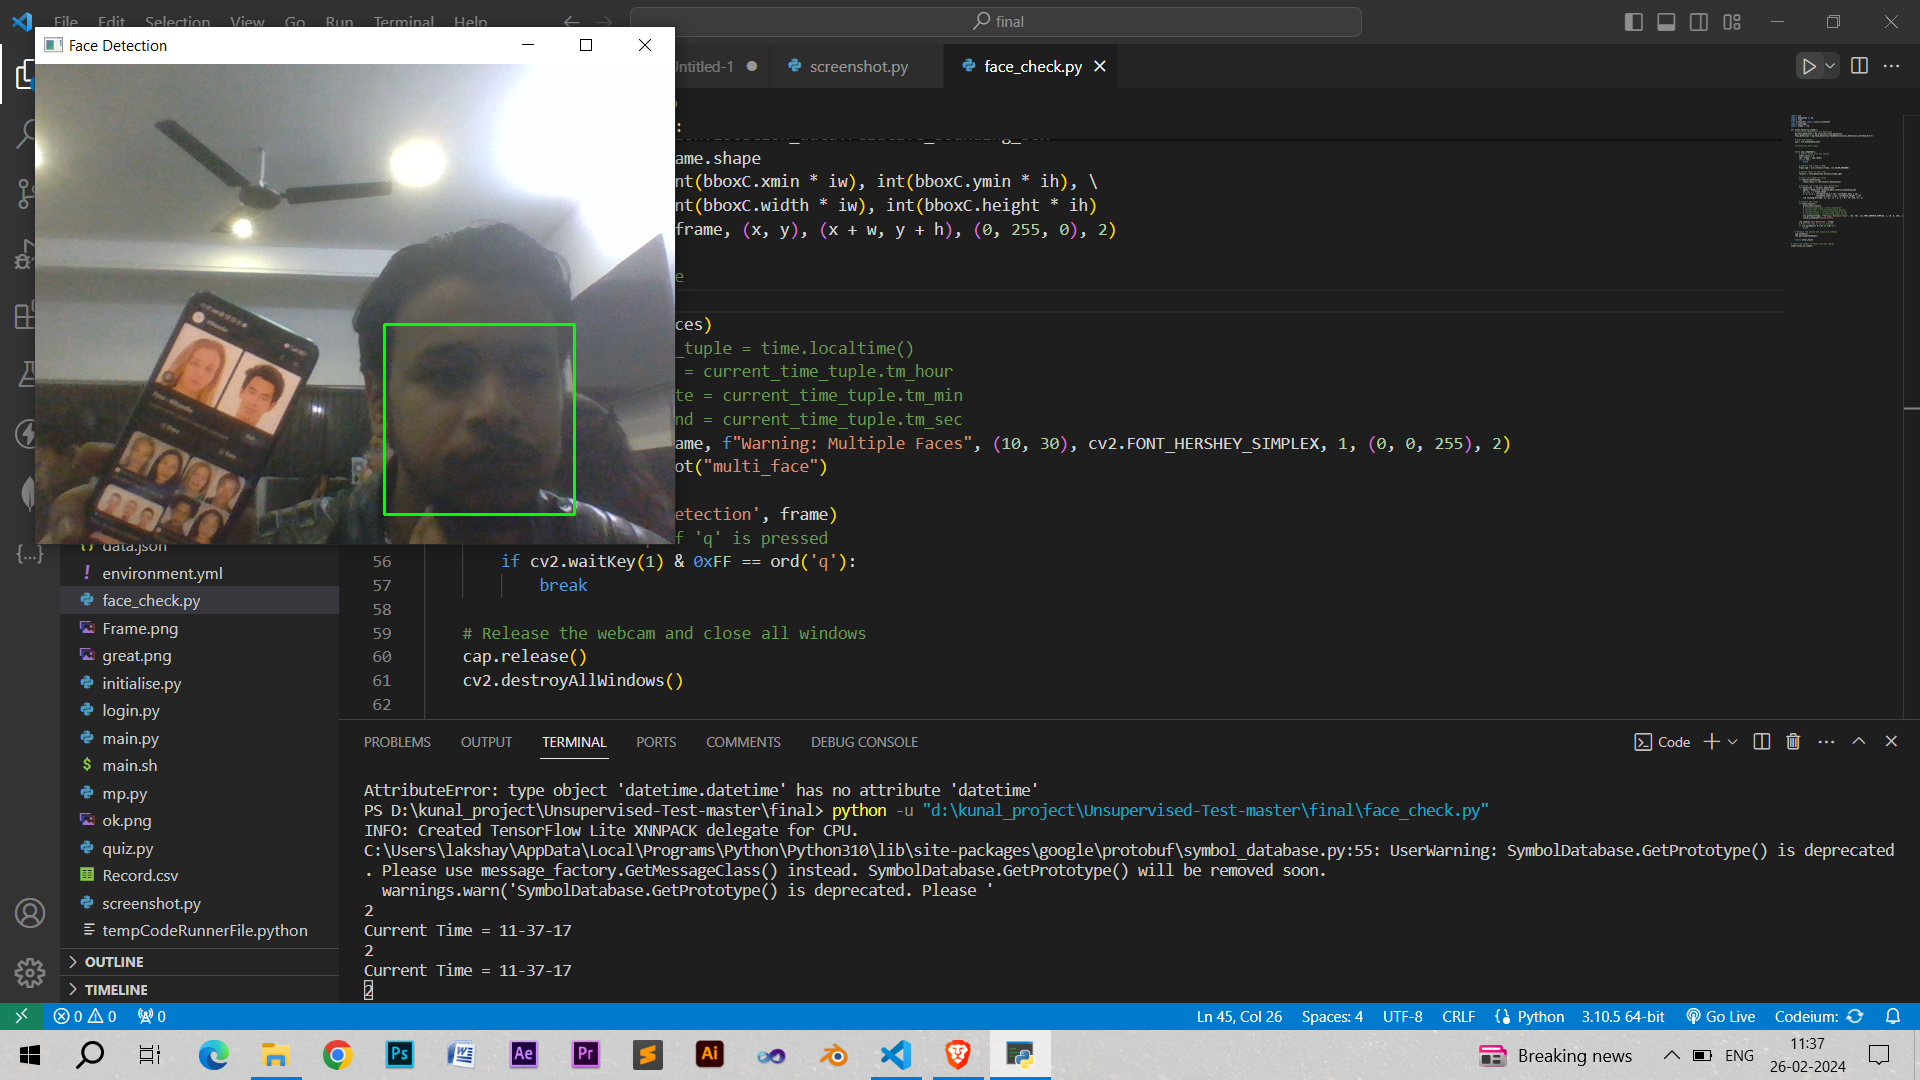 File Edit Selection View Go Run Terminal Help
final
Face Detection
Untitled-1
screenshot.py
face_check.py
ame.shape
nt(bboxC.xmin * iw), int(bboxC.ymin * ih), \
nt(bboxC.width * iw), int(bboxC.height * ih)
frame, (x, y), (x + w, y + h), (0, 255, 0), 2)
e
ces)
_tuple = time.localtime()
= current_time_tuple.tm_hour
te = current_time_tuple.tm_min
nd = current_time_tuple.tm_sec
ame, f"Warning: Multiple Faces", (10, 30), cv2.FONT_HERSHEY_SIMPLEX, 1, (0, 0, 255), 2)
ot("multi_face")
etection', frame)
f 'q' is pressed
56 if cv2.waitKey(1) & 0xFF == ord('q'):
57 break
58
59 # Release the webcam and close all windows
60 cap.release()
61 cv2.destroyAllWindows()
62
data.json
environment.yml
face_check.py
Frame.png
great.png
initialise.py
login.py
main.py
main.sh
mp.py
ok.png
quiz.py
Record.csv
screenshot.py
tempCodeRunnerFile.python
OUTLINE
TIMELINE
PROBLEMS OUTPUT TERMINAL PORTS COMMENTS DEBUG CONSOLE
Code
AttributeError: type object 'datetime.datetime' has no attribute 'datetime'
PS D:\kunal_project\Unsupervised-Test-master\final> python -u "d:\kunal_project\Unsupervised-Test-master\final\face_check.py"
INFO: Created TensorFlow Lite XNNPACK delegate for CPU.
C:\Users\lakshay\AppData\Local\Programs\Python\Python310\lib\site-packages\google\protobuf\symbol_database.py:55: UserWarning: SymbolDatabase.GetPrototype() is deprecated
. Please use message_factory.GetMessageClass() instead. SymbolDatabase.GetPrototype() will be removed soon.
warnings.warn('SymbolDatabase.GetPrototype() is deprecated. Please '
2
Current Time = 11-37-17
2
Current Time = 11-37-17
2
0 0 0
Ln 45, Col 26 Spaces: 4 UTF-8 CRLF Python 3.10.5 64-bit Go Live Codeium:
Ps Ae Pr Ai
Breaking news
ENG
11:37
26-02-2024